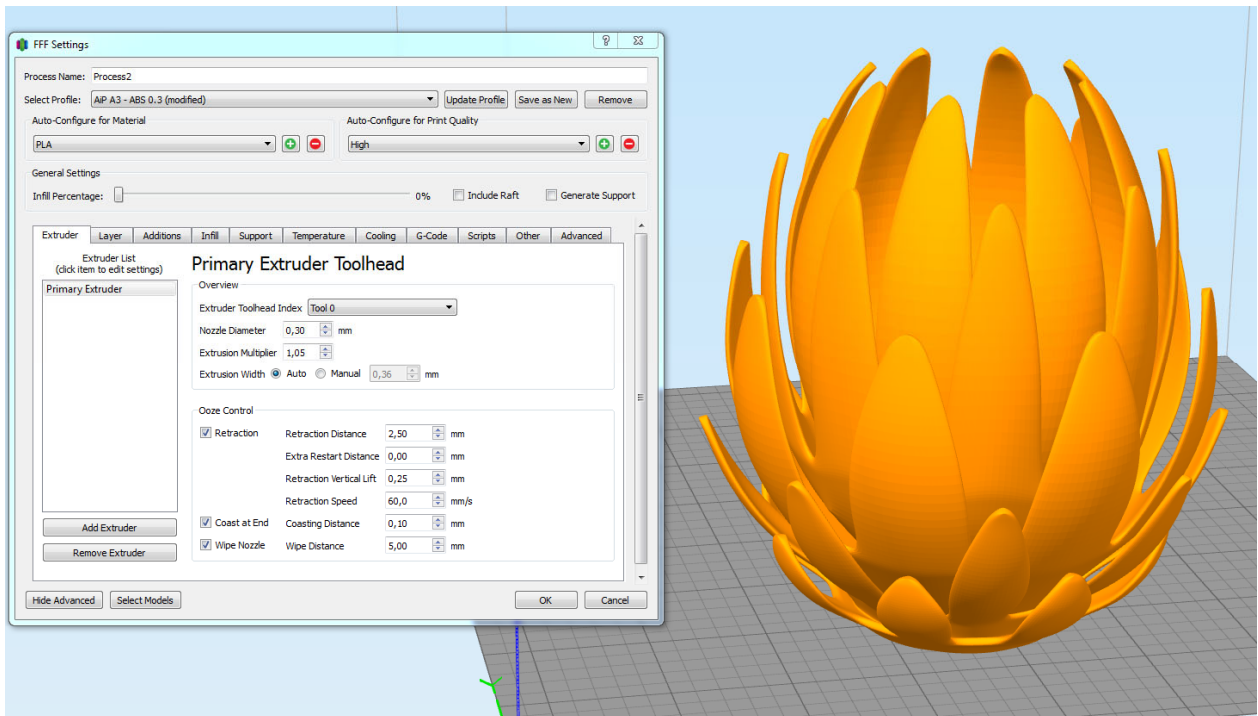 FFF Settings
Process Name: Process2
Select Profile: AiP A3 - ABS 0.3 (modified) Update Profile Save as New Remove
Auto-Configure for Material Auto-Configure for Print Quality
PLA High
General Settings
Infill Percentage: 0% Include Raft Generate Support
Extruder Layer Additions Infill Support Temperature Cooling G-Code Scripts Other Advanced
Extruder List
(click item to edit settings)
Primary Extruder
Primary Extruder Toolhead
Overview
Extruder Toolhead Index Tool 0
Nozzle Diameter 0,30 mm
Extrusion Multiplier 1,05
Extrusion Width Auto Manual 0,36 mm
Ooze Control
Retraction Retraction Distance 2,50 mm
Extra Restart Distance 0,00 mm
Retraction Vertical Lift 0,25 mm
Retraction Speed 60,0 mm/s
Coast at End Coasting Distance 0,10 mm
Wipe Nozzle Wipe Distance 5,00 mm
Add Extruder
Remove Extruder
Hide Advanced Select Models OK Cancel